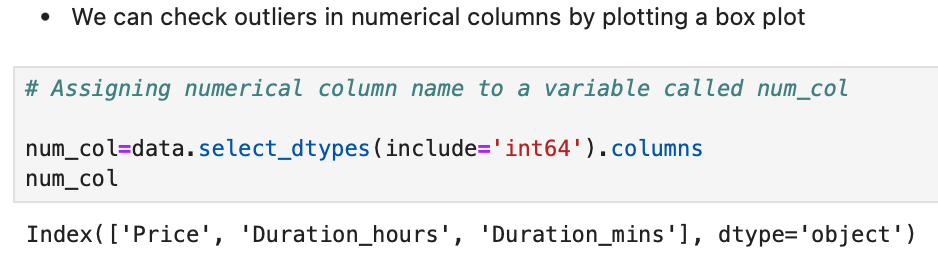 • We can check outliers in numerical columns by plotting a box plot
# Assigning numerical column name to a variable called num_col
num_col=data.select_dtypes(include='int64').columns
num_col
Index(['Price', 'Duration_hours', 'Duration_mins'], dtype='object')